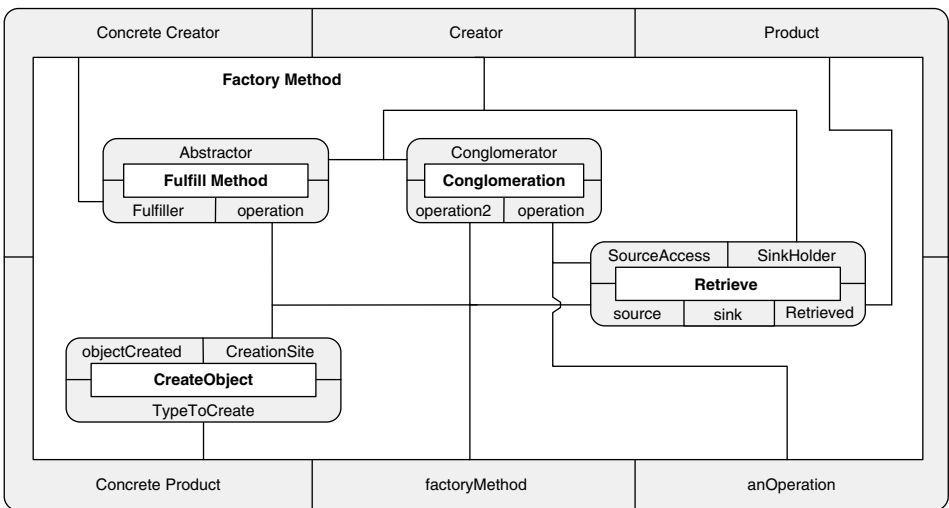 Concrete Creator
Creator
Product
Factory Method
Abstractor
Fulfill Method
Fulfiller
operation
Conglomerator
Conglomeration
operation2
operation
SourceAccess
SinkHolder
Retrieve
source
sink
Retrieved
objectCreated
CreationSite
CreateObject
TypeToCreate
Concrete Product
factoryMethod
anOperation